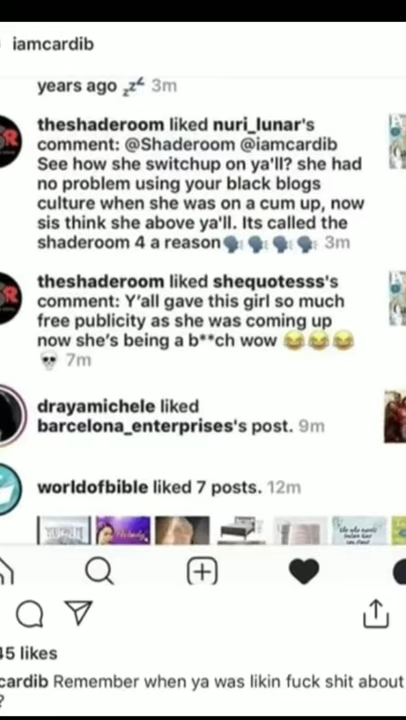 iamcardib
years ago 💤 3m
theshaderoom liked nuri_lunar's
comment: @Shaderoom @iamcardib
See how she switchup on ya'll? she had
no problem using your black blogs
culture when she was on a cum up, now
sis think she above ya'll. Its called the
shaderoom 4 a reason🗣🗣🗣🗣 3m
theshaderoom liked shequotesss's
comment: Y'all gave this girl so much
free publicity as she was coming up
now she's being a b**ch wow 😂😂😂
💀 7m
drayamichele liked
barcelona_enterprises's post. 9m
worldofbible liked 7 posts. 12m
45 likes
cardib Remember when ya was likin fuck shit about
?